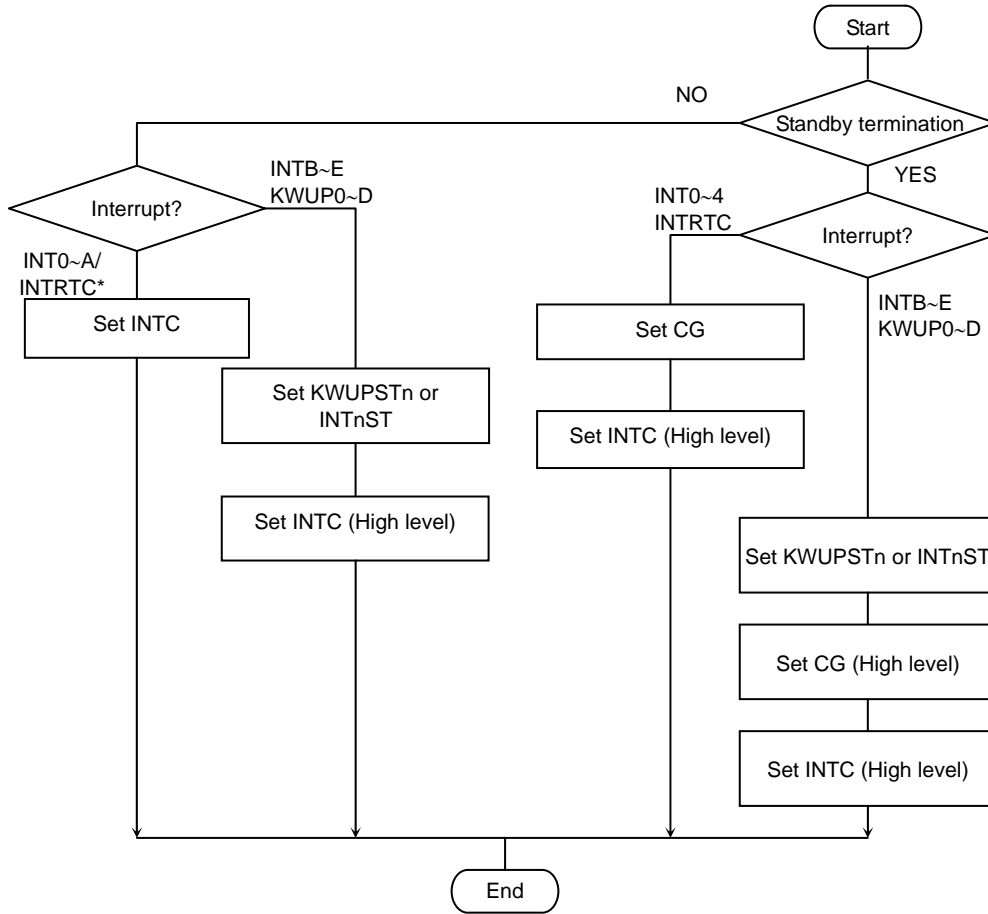 Start
NO
Standby termination
YES
INTB~E
KWUP0~D
Interrupt?
INT0~4
INTRTC
Interrupt?
INT0~A/
INTRTC*
Set INTC
INTB~E
KWUP0~D
Set CG
Set KWUPSTn or
INTnST
Set INTC (High level)
Set INTC (High level)
Set KWUPSTn or INTnST
Set CG (High level)
Set INTC (High level)
End